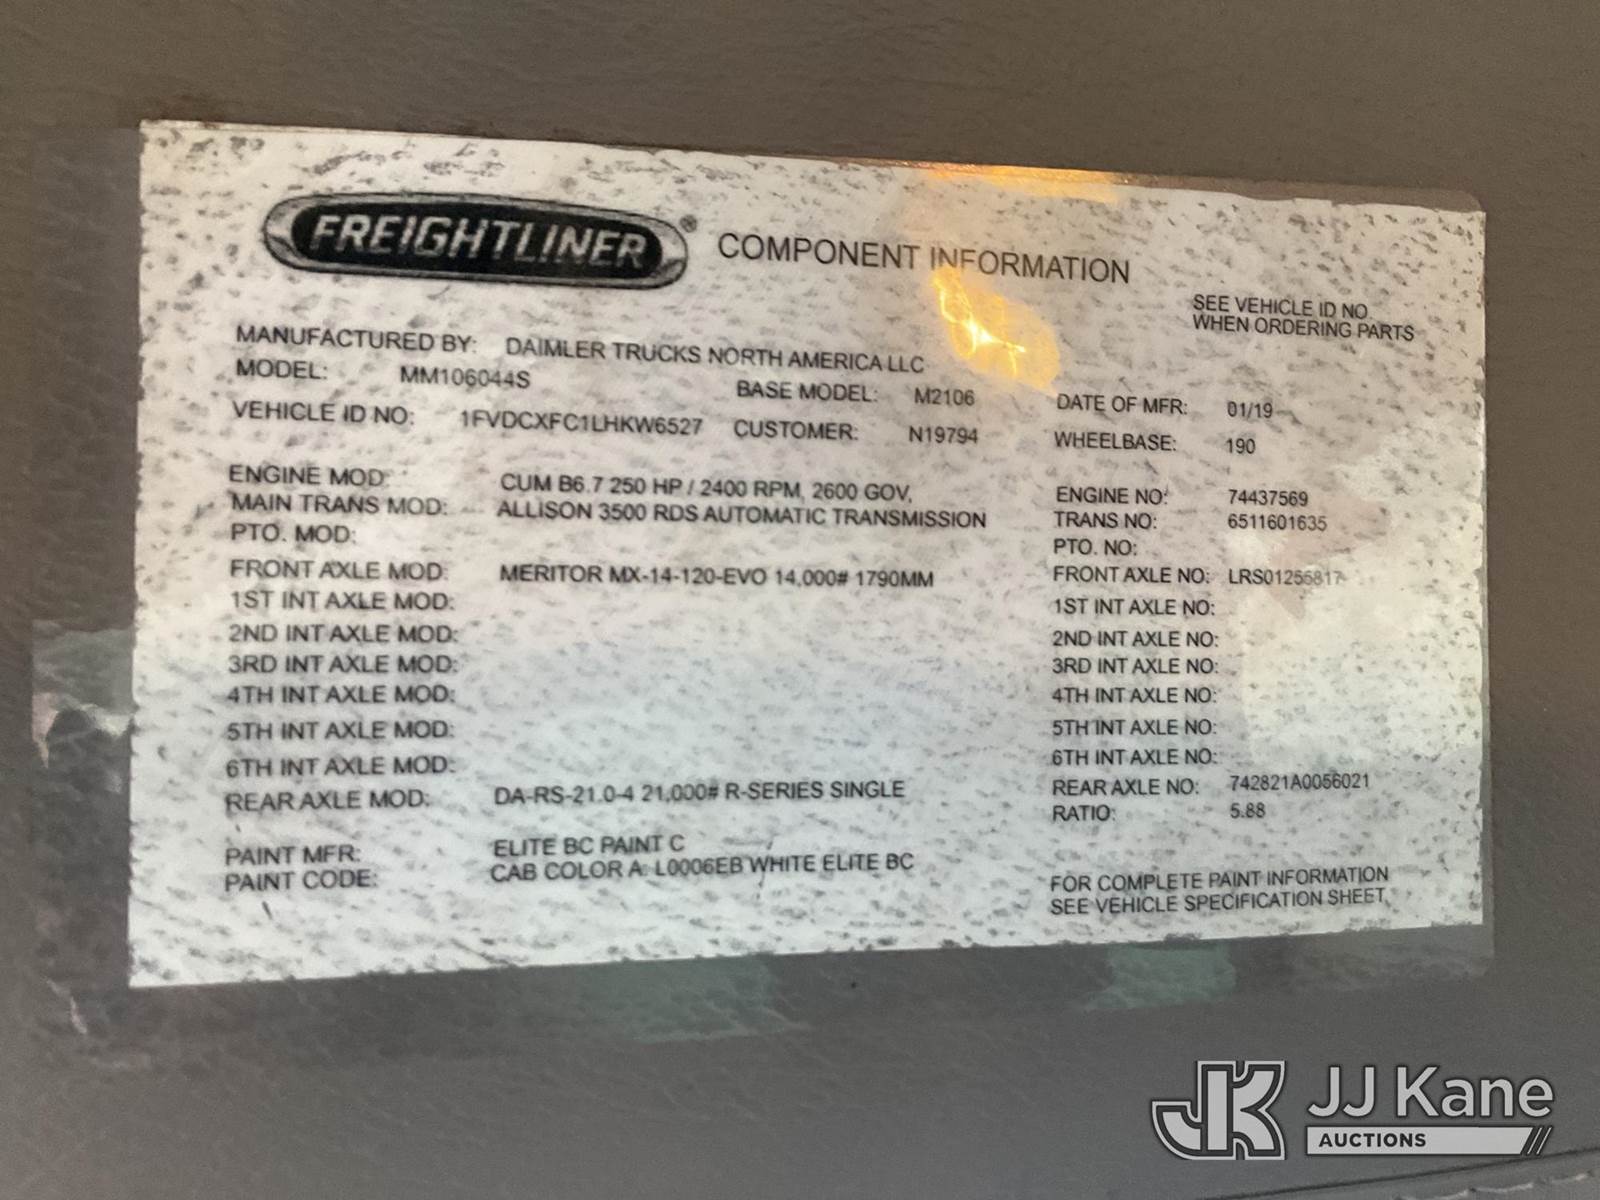 FREIGHTLINER®
COMPONENT INFORMATION
SEE VEHICLE ID NO.
WHEN ORDERING PARTS
MANUFACTURED BY: DAIMLER TRUCKS NORTH AMERICA LLC
MODEL: MM106044S BASE MODEL: M2106 DATE OF MFR: 01/19
VEHICLE ID NO: 1FVDCXFC1LHKW6527 CUSTOMER: N19794 WHEELBASE: 190
ENGINE MOD: CUM B6.7 250 HP / 2400 RPM, 2600 GOV, ENGINE NO: 74437569
MAIN TRANS MOD: ALLISON 3500 RDS AUTOMATIC TRANSMISSION TRANS NO: 6511601635
PTO. MOD: PTO. NO:
FRONT AXLE MOD: MERITOR MX-14-120-EVO 14,000# 1790MM FRONT AXLE NO: LRS01255817
1ST INT AXLE MOD: 1ST INT AXLE NO:
2ND INT AXLE MOD: 2ND INT AXLE NO:
3RD INT AXLE MOD: 3RD INT AXLE NO:
4TH INT AXLE MOD: 4TH INT AXLE NO:
5TH INT AXLE MOD: 5TH INT AXLE NO:
6TH INT AXLE MOD: 6TH INT AXLE NO:
REAR AXLE MOD: DA-RS-21.0-4 21,000# R-SERIES SINGLE REAR AXLE NO: 742821A0056021
RATIO: 5.88
PAINT MFR: ELITE BC PAINT C
PAINT CODE: CAB COLOR A: L0006EB WHITE ELITE BC
FOR COMPLETE PAINT INFORMATION
SEE VEHICLE SPECIFICATION SHEET.
JK JJ Kane
AUCTIONS